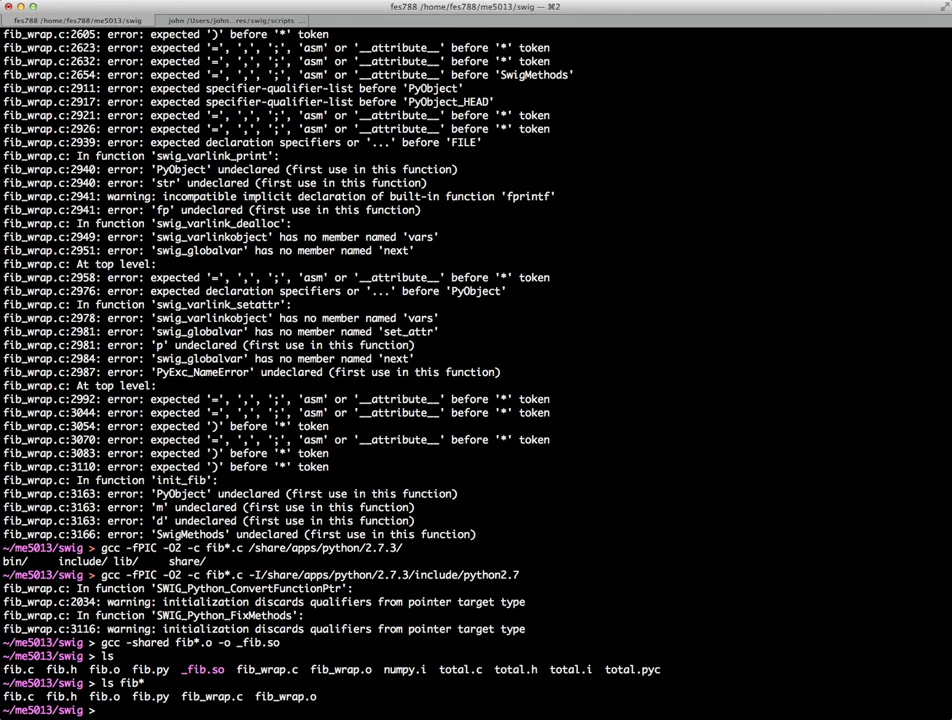 fes788 /home/fes788/me5013/swig — ⌘2
fes788 /home/fes788/me5013/swig
john /Users/john...res/swig/scripts ...
fib_wrap.c:2605: error: expected ')' before '*' token
fib_wrap.c:2623: error: expected '=', ',', ';', 'asm' or '__attribute__' before '*' token
fib_wrap.c:2632: error: expected '=', ',', ';', 'asm' or '__attribute__' before '*' token
fib_wrap.c:2654: error: expected '=', ',', ';', 'asm' or '__attribute__' before 'SwigMethods'
fib_wrap.c:2911: error: expected specifier-qualifier-list before 'PyObject'
fib_wrap.c:2917: error: expected specifier-qualifier-list before 'PyObject_HEAD'
fib_wrap.c:2921: error: expected '=', ',', ';', 'asm' or '__attribute__' before '*' token
fib_wrap.c:2926: error: expected '=', ',', ';', 'asm' or '__attribute__' before '*' token
fib_wrap.c:2939: error: expected declaration specifiers or '...' before 'FILE'
fib_wrap.c: In function 'swig_varlink_print':
fib_wrap.c:2940: error: 'PyObject' undeclared (first use in this function)
fib_wrap.c:2940: error: 'str' undeclared (first use in this function)
fib_wrap.c:2941: warning: incompatible implicit declaration of built-in function 'fprintf'
fib_wrap.c:2941: error: 'fp' undeclared (first use in this function)
fib_wrap.c: In function 'swig_varlink_dealloc':
fib_wrap.c:2949: error: 'swig_varlinkobject' has no member named 'vars'
fib_wrap.c:2951: error: 'swig_globalvar' has no member named 'next'
fib_wrap.c: At top level:
fib_wrap.c:2958: error: expected '=', ',', ';', 'asm' or '__attribute__' before '*' token
fib_wrap.c:2976: error: expected declaration specifiers or '...' before 'PyObject'
fib_wrap.c: In function 'swig_varlink_setattr':
fib_wrap.c:2978: error: 'swig_varlinkobject' has no member named 'vars'
fib_wrap.c:2981: error: 'swig_globalvar' has no member named 'set_attr'
fib_wrap.c:2981: error: 'p' undeclared (first use in this function)
fib_wrap.c:2984: error: 'swig_globalvar' has no member named 'next'
fib_wrap.c:2987: error: 'PyExc_NameError' undeclared (first use in this function)
fib_wrap.c: At top level:
fib_wrap.c:2992: error: expected '=', ',', ';', 'asm' or '__attribute__' before '*' token
fib_wrap.c:3044: error: expected '=', ',', ';', 'asm' or '__attribute__' before '*' token
fib_wrap.c:3054: error: expected ')' before '*' token
fib_wrap.c:3070: error: expected '=', ',', ';', 'asm' or '__attribute__' before '*' token
fib_wrap.c:3083: error: expected ')' before '*' token
fib_wrap.c:3110: error: expected ')' before '*' token
fib_wrap.c: In function 'init_fib':
fib_wrap.c:3163: error: 'PyObject' undeclared (first use in this function)
fib_wrap.c:3163: error: 'm' undeclared (first use in this function)
fib_wrap.c:3163: error: 'd' undeclared (first use in this function)
fib_wrap.c:3166: error: 'SwigMethods' undeclared (first use in this function)
~/me5013/swig > gcc -fPIC -O2 -c fib*.c /share/apps/python/2.7.3/
bin/ include/ lib/ share/
~/me5013/swig > gcc -fPIC -O2 -c fib*.c -I/share/apps/python/2.7.3/include/python2.7
fib_wrap.c: In function 'SWIG_Python_ConvertFunctionPtr':
fib_wrap.c:2034: warning: initialization discards qualifiers from pointer target type
fib_wrap.c: In function 'SWIG_Python_FixMethods':
fib_wrap.c:3116: warning: initialization discards qualifiers from pointer target type
~/me5013/swig > gcc -shared fib*.o -o _fib.so
~/me5013/swig > ls
fib.c fib.h fib.o fib.py _fib.so fib_wrap.c fib_wrap.o numpy.i total.c total.h total.i total.pyc
~/me5013/swig > ls fib*
fib.c fib.h fib.o fib.py fib_wrap.c fib_wrap.o
~/me5013/swig >